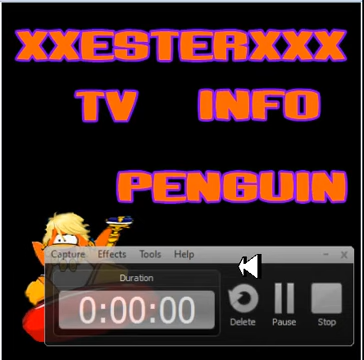 XXESTERXXX
TV INFO
PENGUIN
Capture Effects Tools Help
Duration
0:00:00
Delete Pause Stop